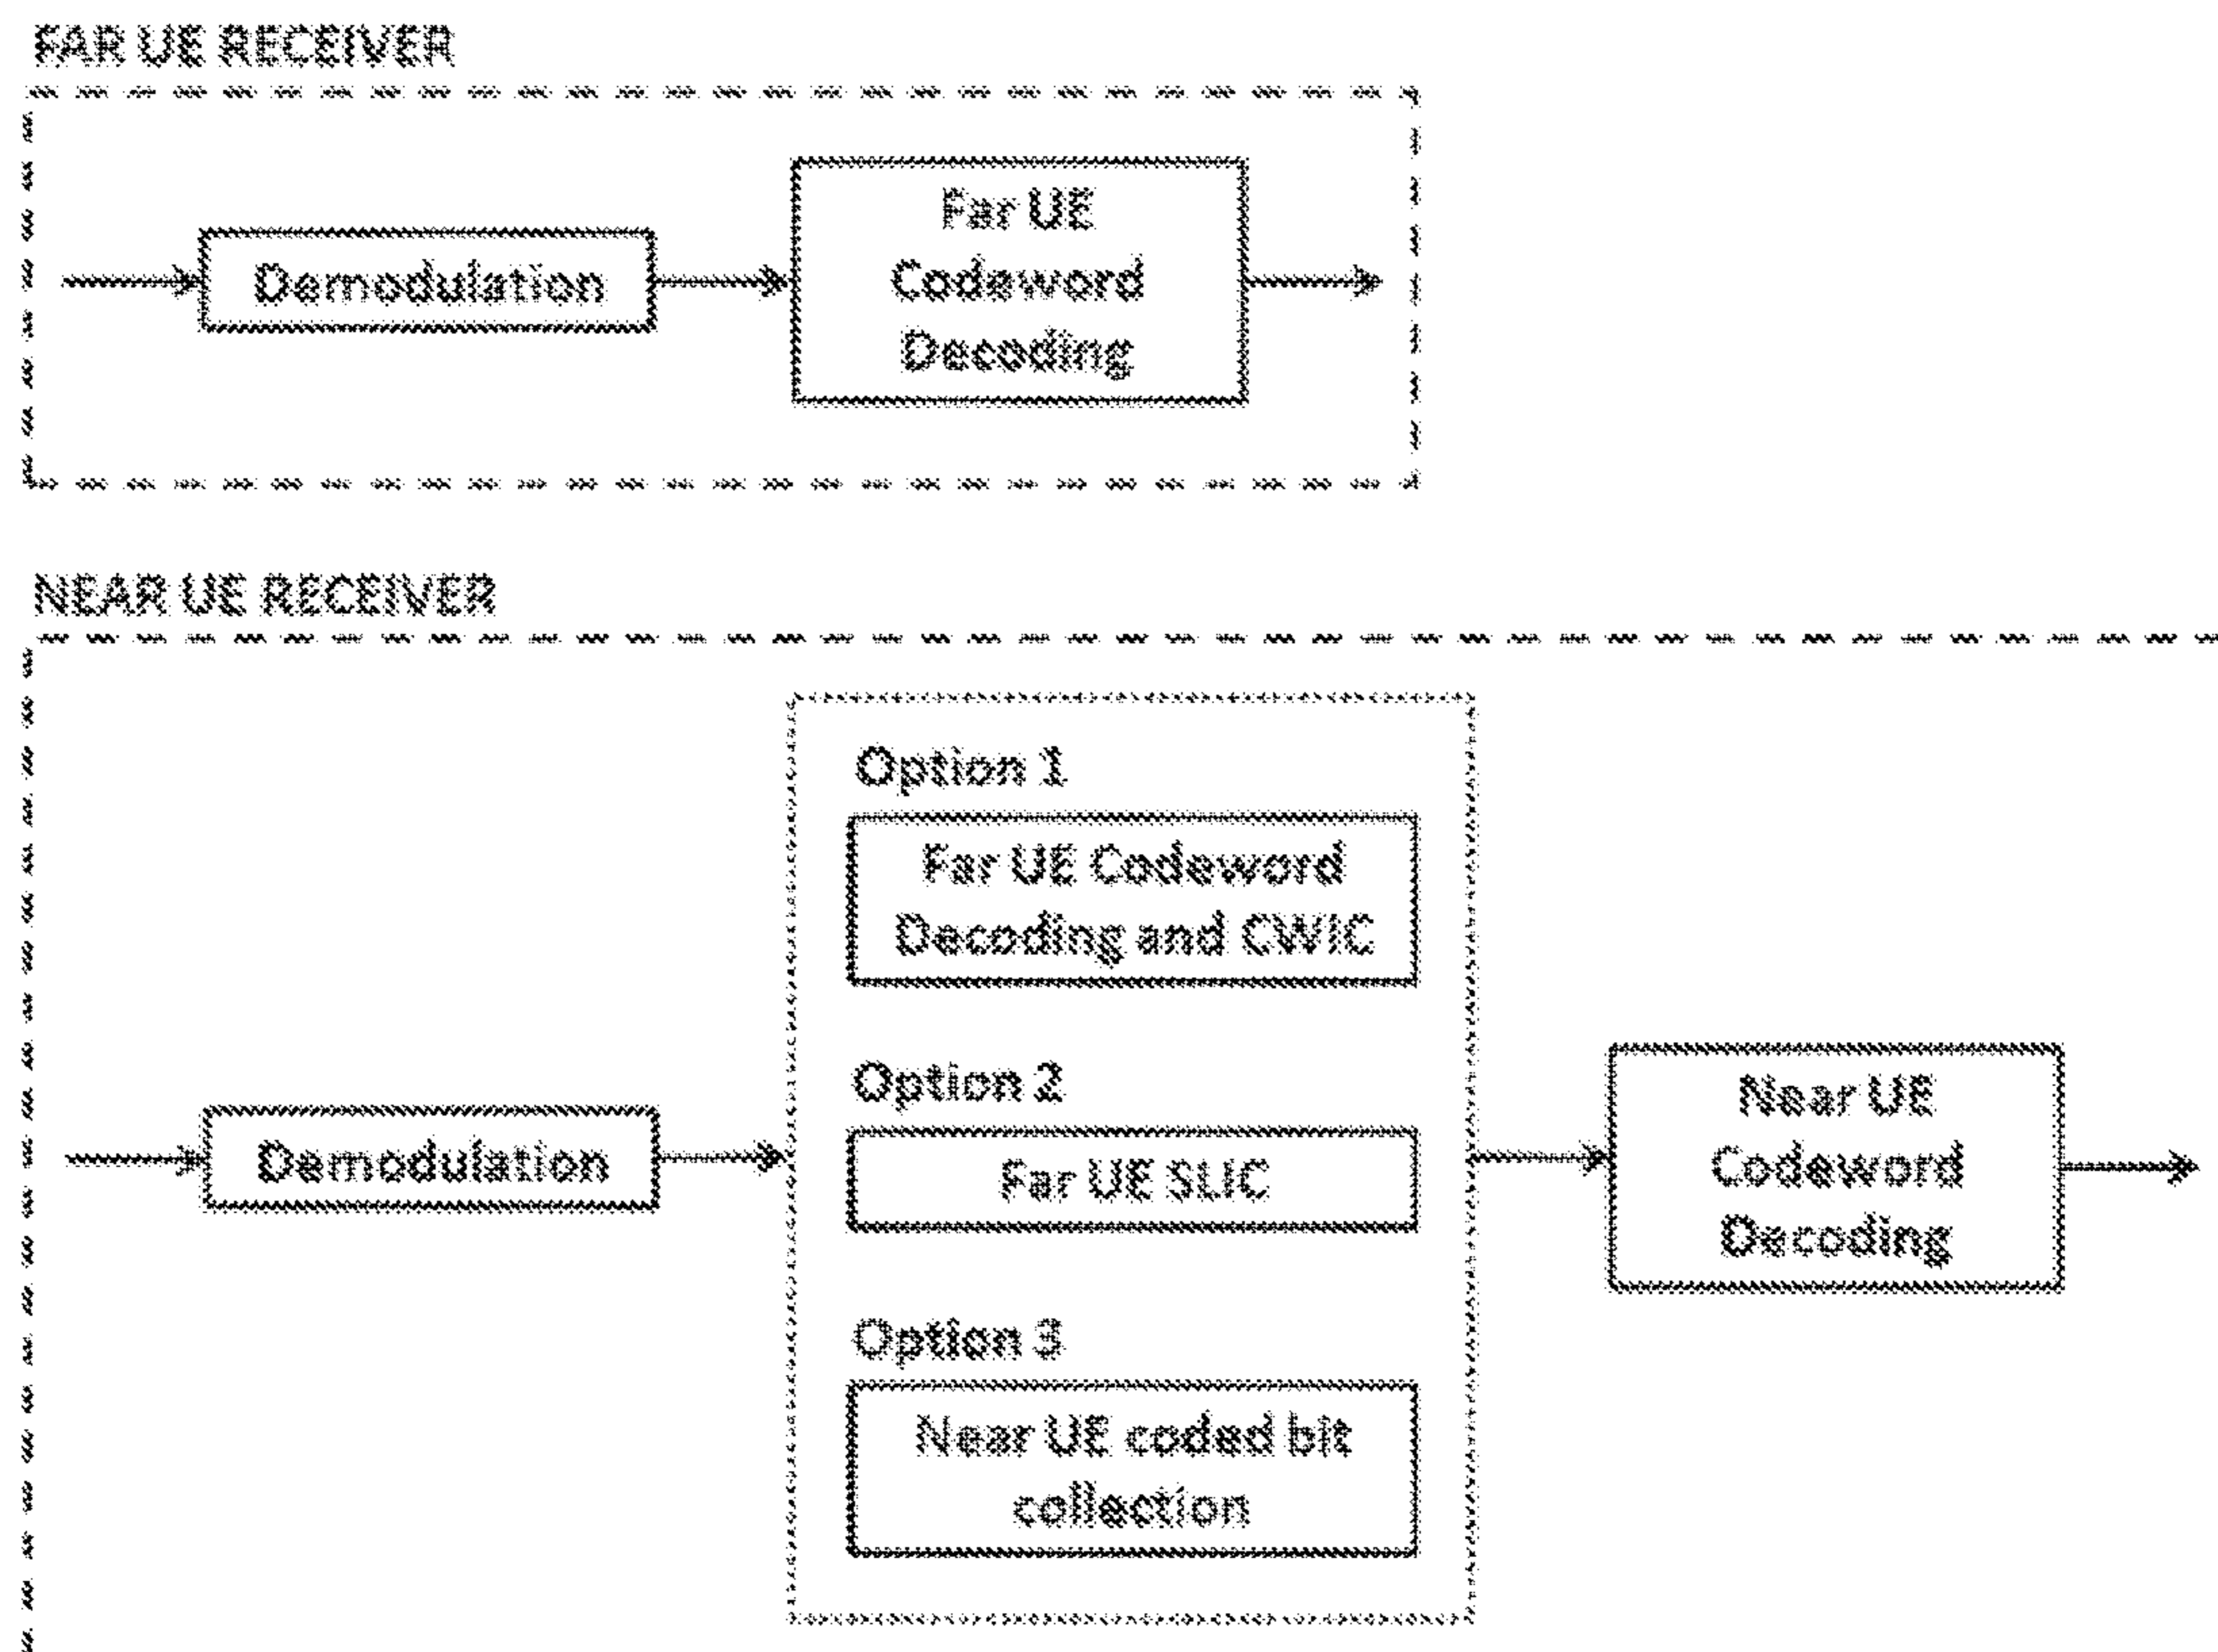 FAR UE RECEIVER
Demodulation
Far UE
Codeword
Decoding
NEAR UE RECEIVER
Demodulation
Option 1
Far UE Codeword
Decoding and CWIC
Option 2
Far UE SLIC
Option 3
Near UE coded bit
collection
Near UE
Codeword
Decoding